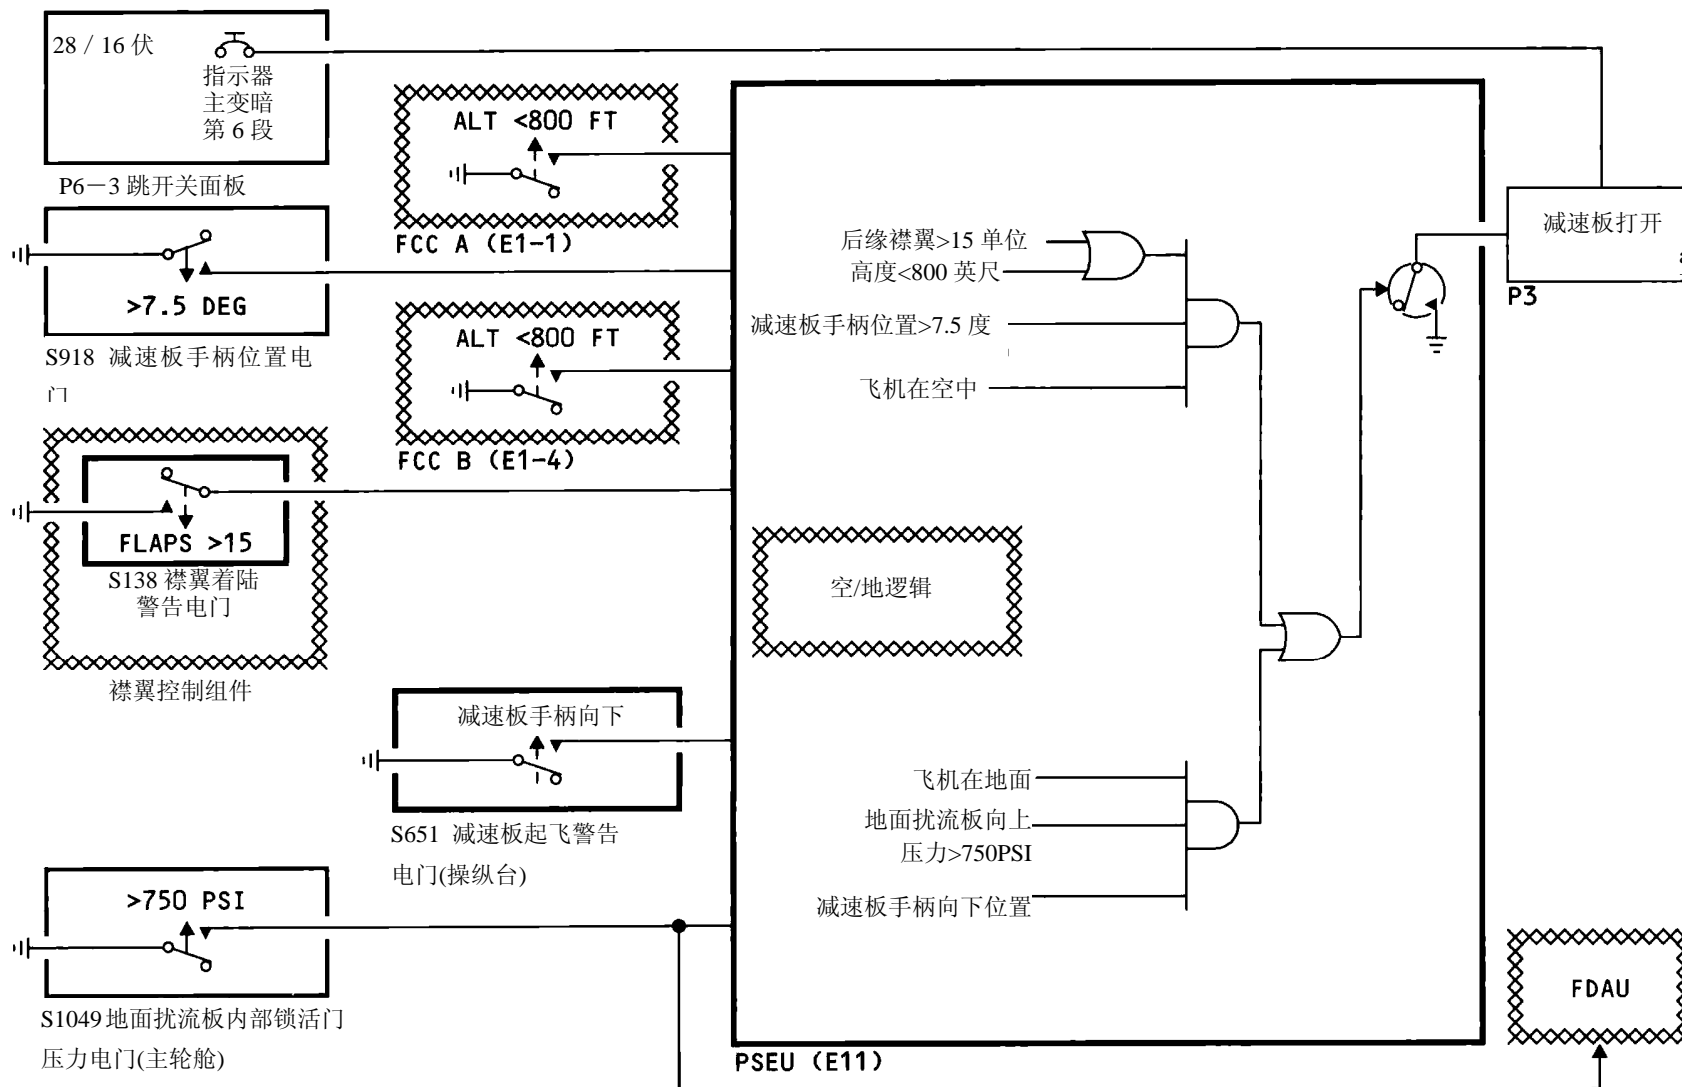 28 / 16 伏
指示器
主变暗
第 6 段
P6－3 跳开关面板
ALT <800 FT
FCC A (E1-1)
>7.5 DEG
S918 减速板手柄位置电
门
ALT <800 FT
FCC B (E1-4)
FLAPS >15
S138 襟翼着陆
警告电门
襟翼控制组件
减速板手柄向下
S651 减速板起飞警告
电门(操纵台)
>750 PSI
S1049 地面扰流板内部锁活门
压力电门(主轮舱)
后缘襟翼>15 单位
高度<800 英尺
减速板手柄位置>7.5 度
飞机在空中
空/地逻辑
飞机在地面
地面扰流板向上
压力>750PSI
减速板手柄向下位置
PSEU (E11)
减速板打开
P3
FDAU